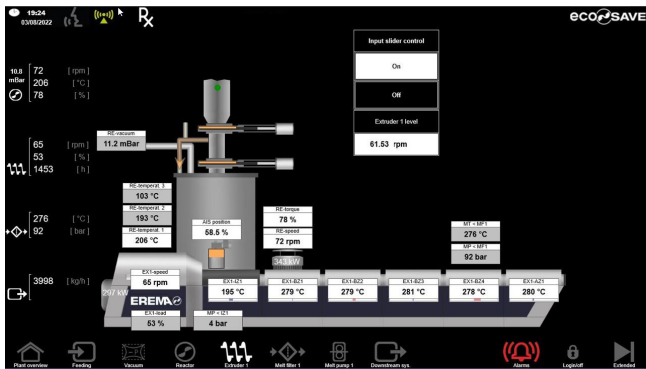 19:24
03/08/2022
ecoSAVE
10.8 72 [ rpm ]
mBar 206 [ °C ]
78 [ % ]
65 [ rpm ]
53 [ % ]
1453 [ h ]
276 [ °C ]
92 [ bar ]
3998 [ kg/h ]
Input slider control
On
Off
Extruder 1 level
61.53 rpm
RE-vacuum
11.2 mBar
RE-temperat. 3
103 °C
RE-temperat. 2
193 °C
RE-temperat. 1
206 °C
AIS position
58.5 %
RE-torque
78 %
RE-speed
72 rpm
343 kW
MT < MF1
276 °C
MP < MF1
92 bar
EX1-speed
65 rpm
297 kW
EREMA
EX1-load
53 %
MP < IZ1
4 bar
EX1-IZ1
195 °C
EX1-BZ1
279 °C
EX1-BZ2
279 °C
EX1-BZ3
281 °C
EX1-BZ4
278 °C
EX1-AZ1
280 °C
Plant overview
Feeding
Vacuum
Reactor
Extruder 1
Melt filter 1
Melt pump 1
Downstream sys.
Alarms
Login/off
Extended